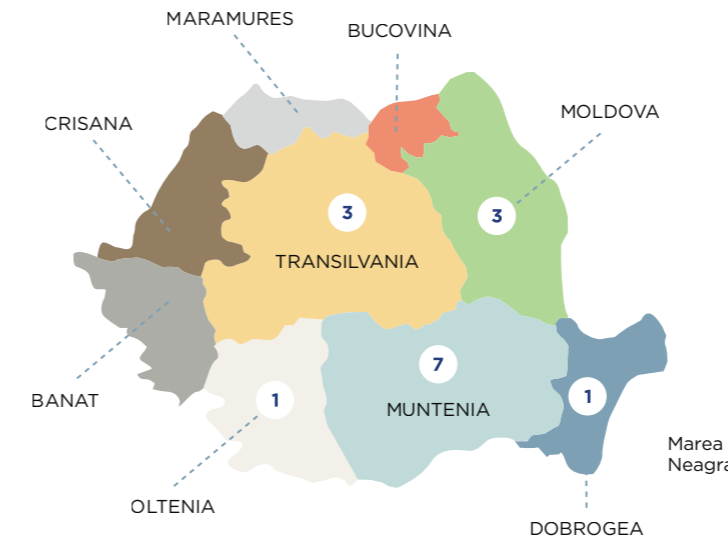 MARAMURES
BUCOVINA
CRISANA
MOLDOVA
3
3
TRANSILVANIA
7
BANAT
1
MUNTENIA
1
Marea
Neagra
OLTENIA
DOBROGEA